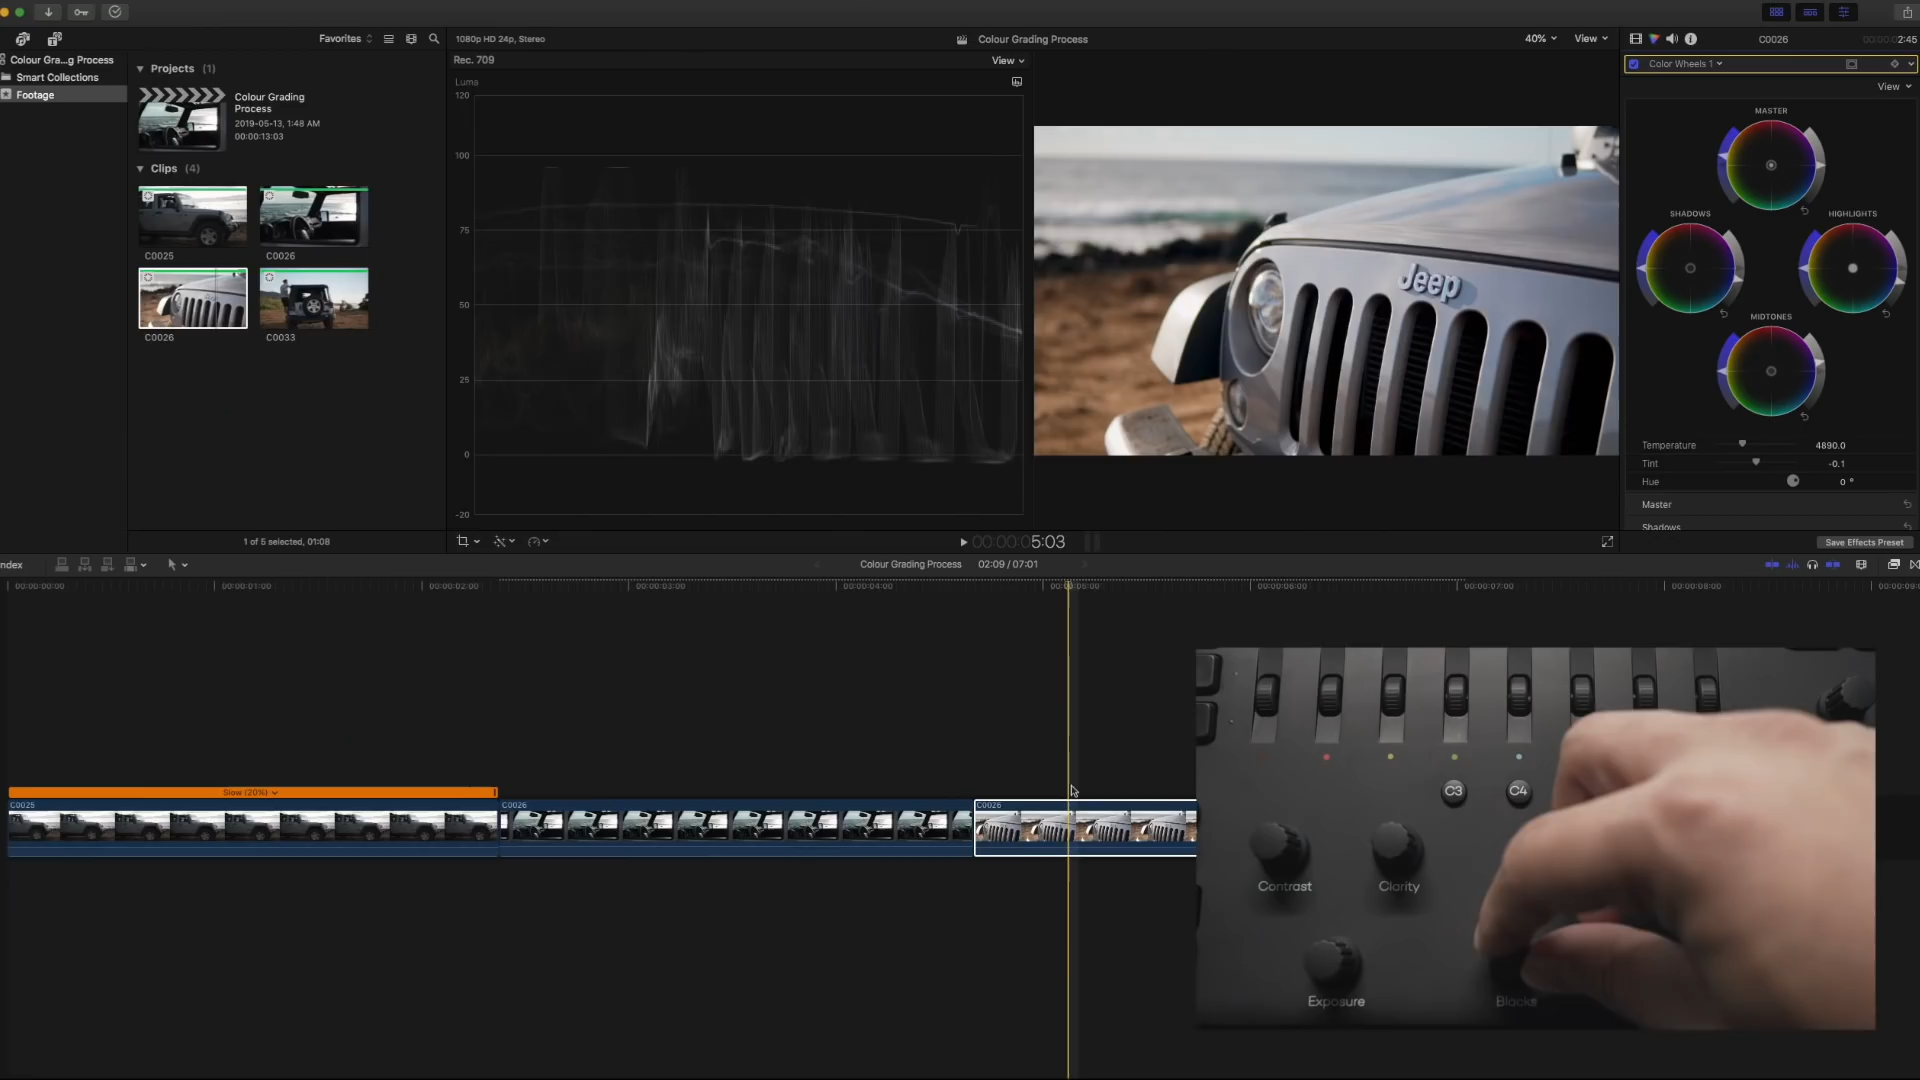 Favorites
1080p HD 24p, Stereo
Colour Grading Process
40%
View
C0026
2:45
Colour Gra...g Process
Smart Collections
Footage
Projects (1)
Colour Grading
Process
2019-05-13, 1:48 AM
00:00:13:03
Clips (4)
C0025
C0026
C0026
C0033
1 of 5 selected, 01:08
Rec. 709
View
Luma
120
100
75
50
25
0
-20
Jeep
Color Wheels 1
View
MASTER
SHADOWS
HIGHLIGHTS
MIDTONES
Temperature
4890.0
Tint
-0.1
Hue
0 °
Master
Shadows
Save Effects Preset
00:00:05:03
ndex
Colour Grading Process
02:09 / 07:01
00:00:00:00
00:00:01:00
00:00:02:00
00:00:03:00
00:00:04:00
00:00:05:00
00:00:06:00
00:00:07:00
00:00:08:00
00:00:09:0
Slow (20%)
C0025
C0026
C0026
C3
C4
Contrast
Clarity
Exposure
Blacks